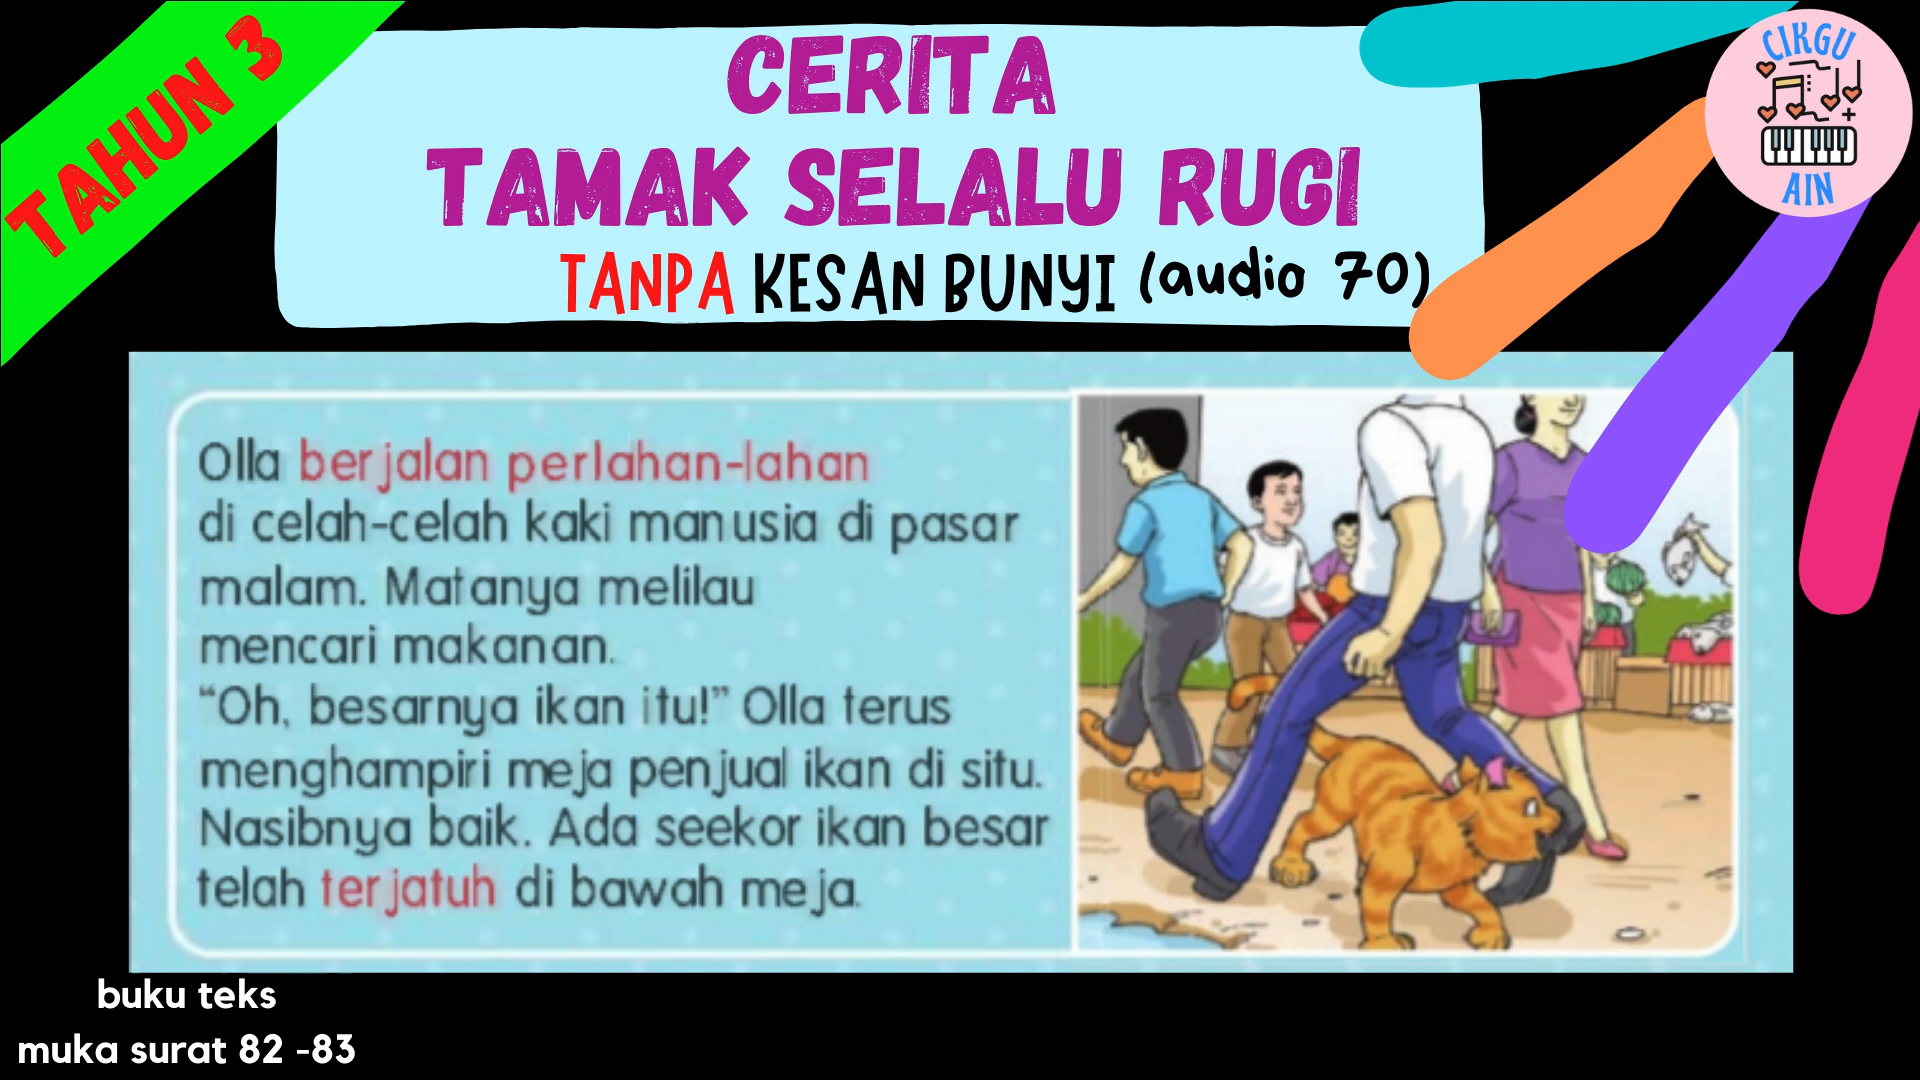 TAHUN 3
CERITA
TAMAK SELALU RUGI
TANPA KESAN BUNYI (audio 70)
CIKGU
AIN
Olla berjalan perlahan-lahan
di celah-celah kaki manusia di pasar
malam. Matanya melilau
mencari makanan.
“Oh, besarnya ikan itu!” Olla terus
menghampiri meja penjual ikan di situ.
Nasibnya baik. Ada seekor ikan besar
telah terjatuh di bawah meja.
buku teks
muka surat 82 -83